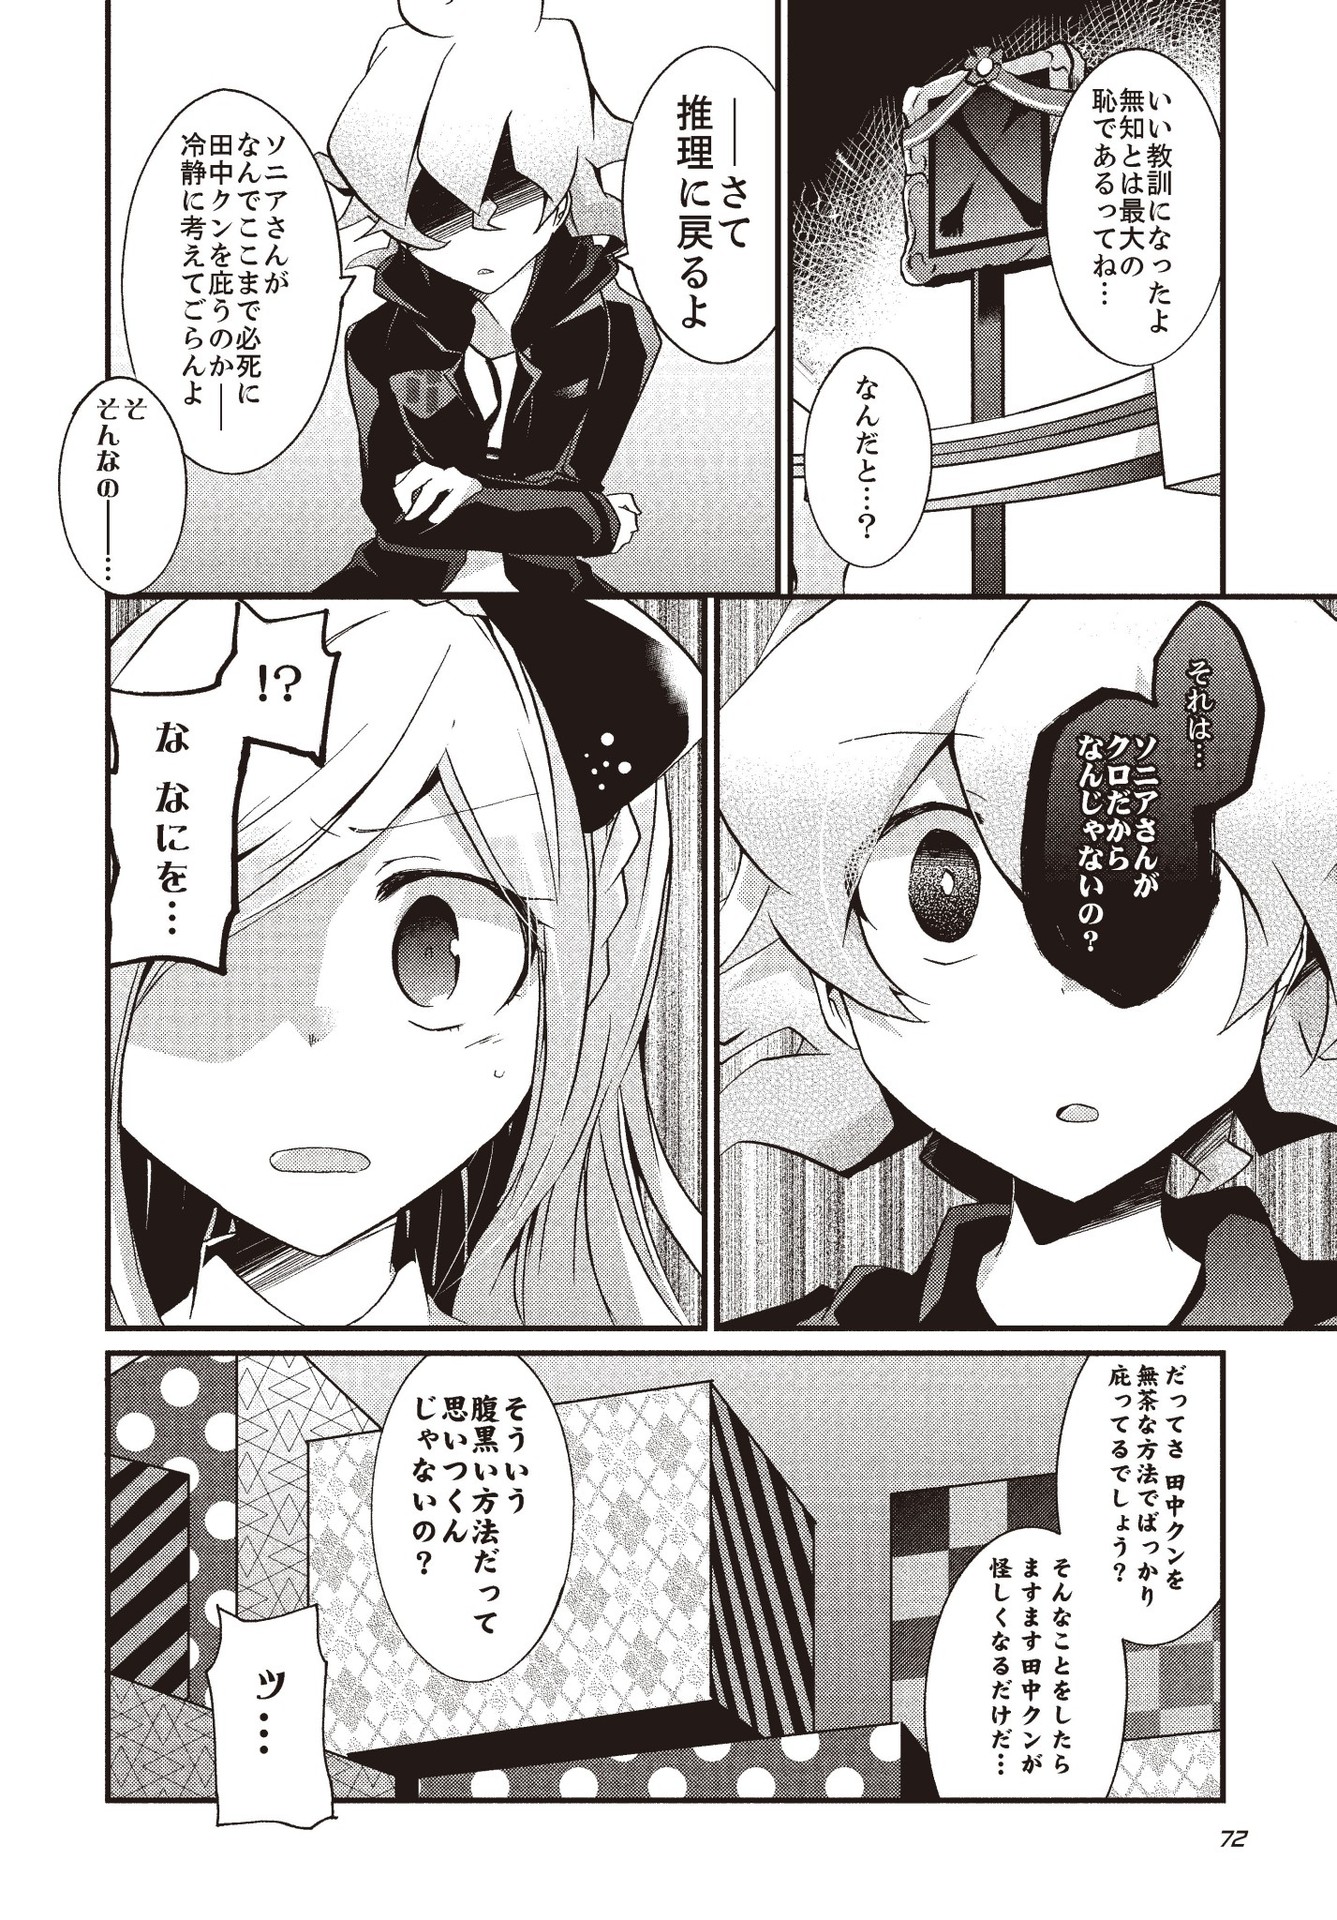 いい教訓になったよ
無知とは最大の
恥であるってね…
なんだと…？
――さて
推理に戻るよ
ソニアさんが
なんでここまで必死に
田中クンを庇うのか――
冷静に考えてごらんよ
そ
そんなの――…
それは…
ソニアさんが
クロだから
なんじゃないの？
!?
な なにを…
だってさ 田中クンを
無茶な方法でばっかり
庇ってるでしょう？
そんなことをしたら
ますます田中クンが
怪しくなるだけだ…
そういう
腹黒い方法だって
思いつくん
じゃないの？
ッ…
72